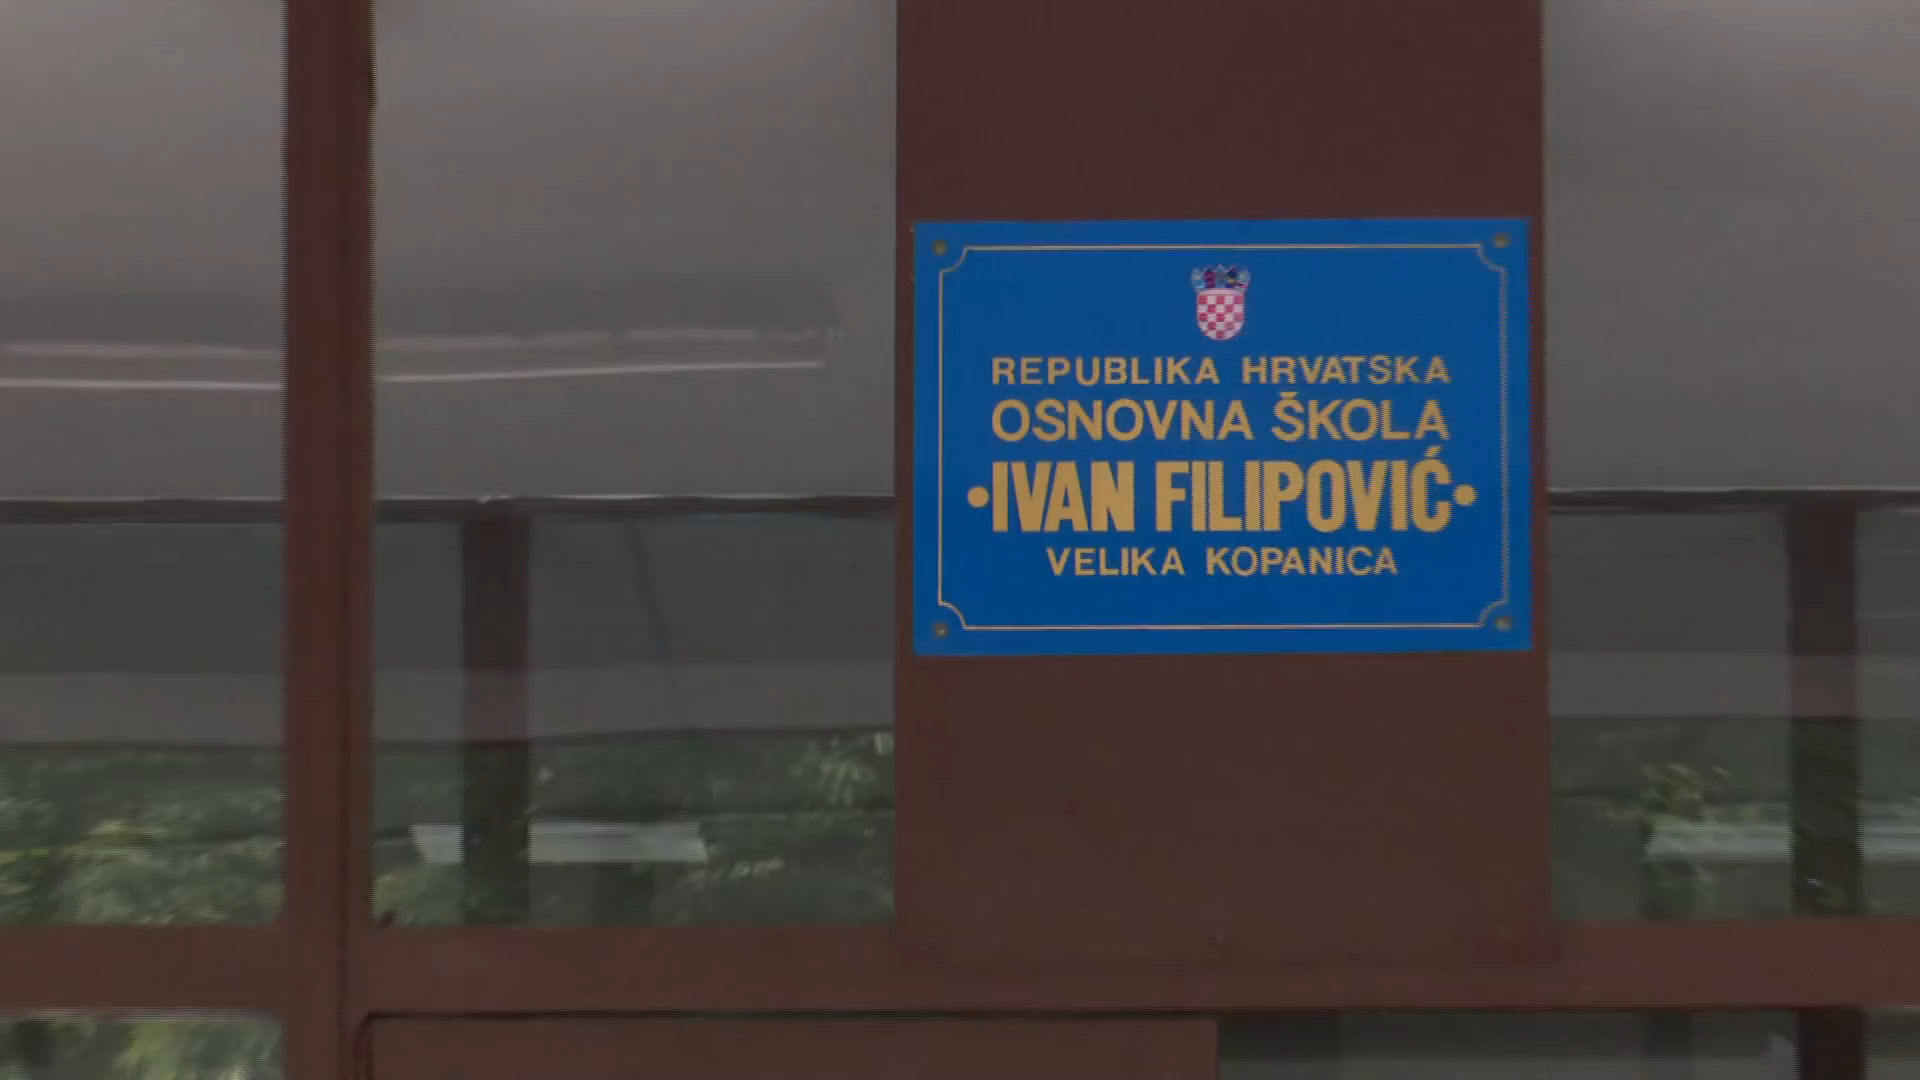 REPUBLIKA HRVATSKA
OSNOVNA ŠKOLA
•IVAN FILIPOVIĆ•
VELIKA KOPANICA